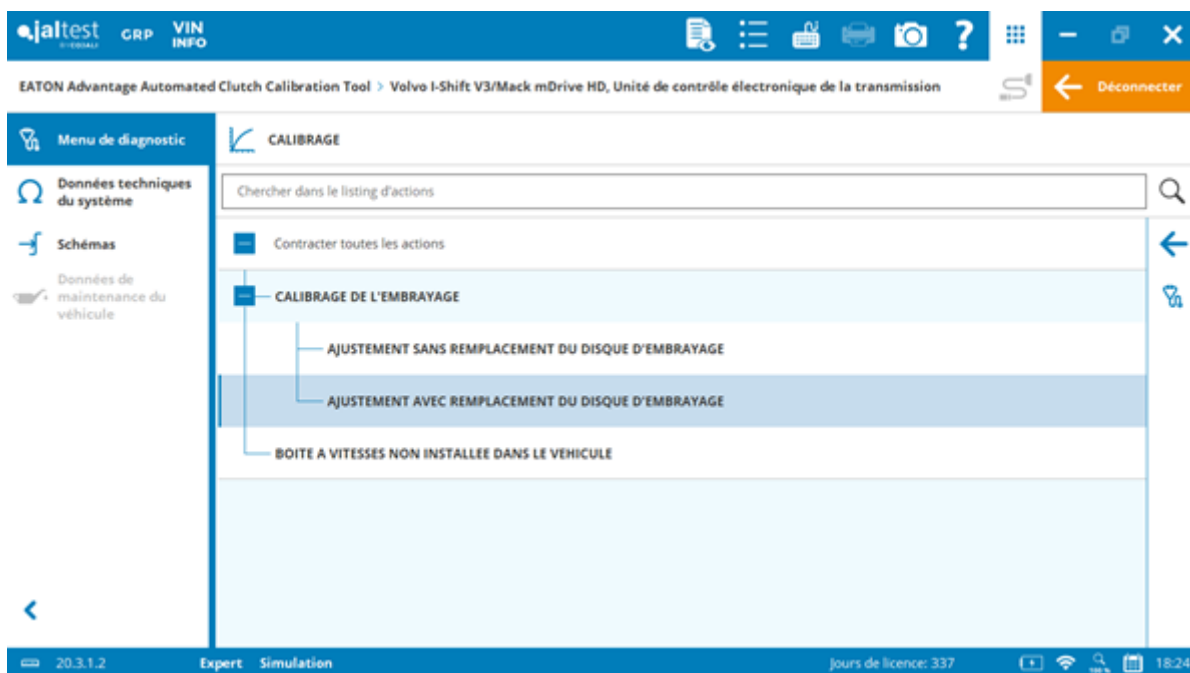 jaltest GRP VIN INFO
BY COJALI
?
EATON Advantage Automated Clutch Calibration Tool > Volvo I-Shift V3/Mack mDrive HD, Unité de contrôle électronique de la transmission
Déconnecter
Menu de diagnostic
CALIBRAGE
Données techniques
du système
Chercher dans le listing d'actions
Schémas
Contracter toutes les actions
Données de
maintenance du
véhicule
CALIBRAGE DE L'EMBRAYAGE
AJUSTEMENT SANS REMPLACEMENT DU DISQUE D'EMBRAYAGE
AJUSTEMENT AVEC REMPLACEMENT DU DISQUE D'EMBRAYAGE
BOITE A VITESSES NON INSTALLEE DANS LE VEHICULE
20.3.1.2 Expert Simulation Jours de licence: 337 100 % 18:24